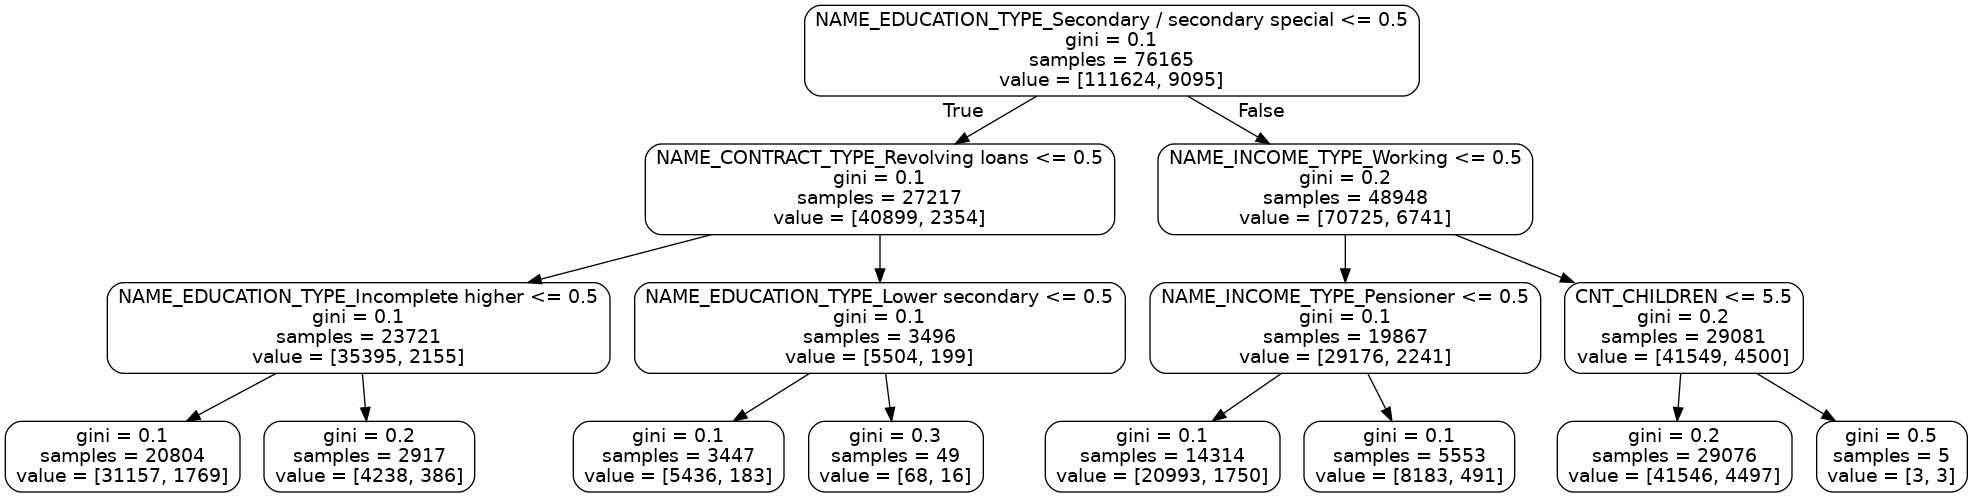 NAME_EDUCATION_TYPE_Secondary / secondary special <= 0.5
gini = 0.1
samples = 76165
value = [111624, 9095]
True
False
NAME_CONTRACT_TYPE_Revolving loans <= 0.5
gini = 0.1
samples = 27217
value = [40899, 2354]
NAME_INCOME_TYPE_Working <= 0.5
gini = 0.2
samples = 48948
value = [70725, 6741]
NAME_EDUCATION_TYPE_Incomplete higher <= 0.5
gini = 0.1
samples = 23721
value = [35395, 2155]
NAME_EDUCATION_TYPE_Lower secondary <= 0.5
gini = 0.1
samples = 3496
value = [5504, 199]
NAME_INCOME_TYPE_Pensioner <= 0.5
gini = 0.1
samples = 19867
value = [29176, 2241]
CNT_CHILDREN <= 5.5
gini = 0.2
samples = 29081
value = [41549, 4500]
gini = 0.1
samples = 20804
value = [31157, 1769]
gini = 0.2
samples = 2917
value = [4238, 386]
gini = 0.1
samples = 3447
value = [5436, 183]
gini = 0.3
samples = 49
value = [68, 16]
gini = 0.1
samples = 14314
value = [20993, 1750]
gini = 0.1
samples = 5553
value = [8183, 491]
gini = 0.2
samples = 29076
value = [41546, 4497]
gini = 0.5
samples = 5
value = [3, 3]